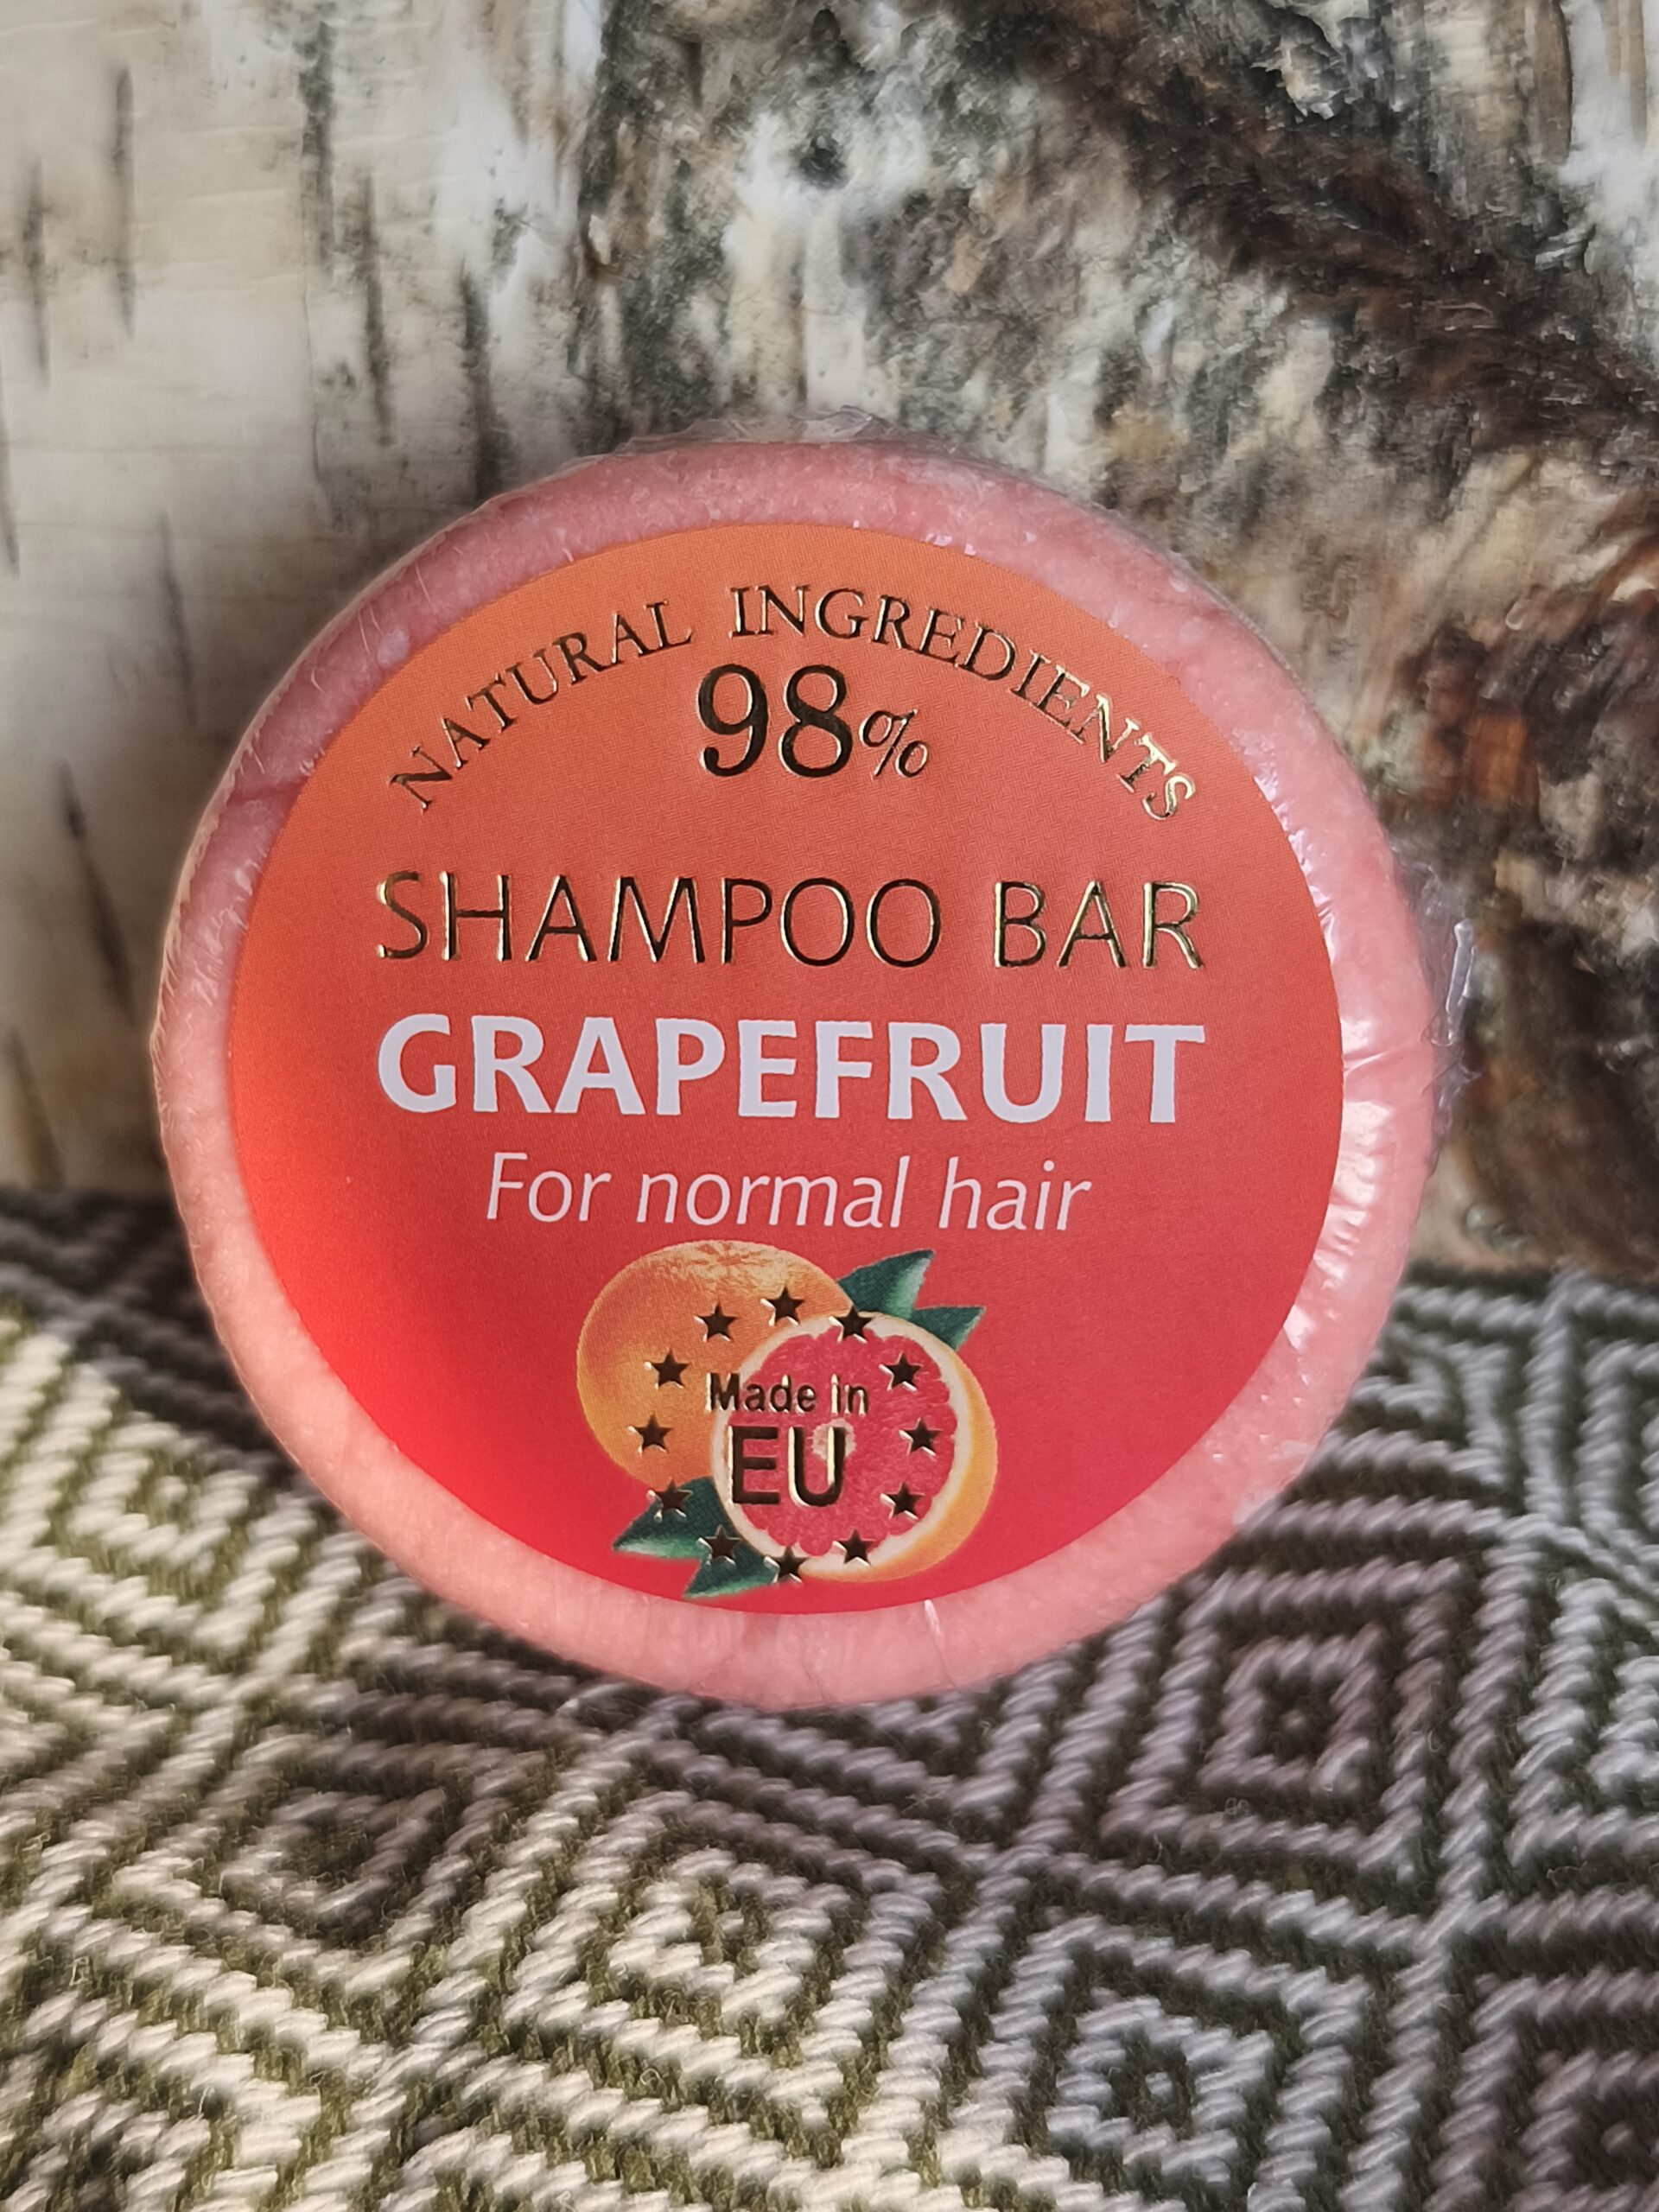 NATURAL INGREDIENTS
98%
SHAMPOO BAR
GRAPEFRUIT
For normal hair
Made in
EU